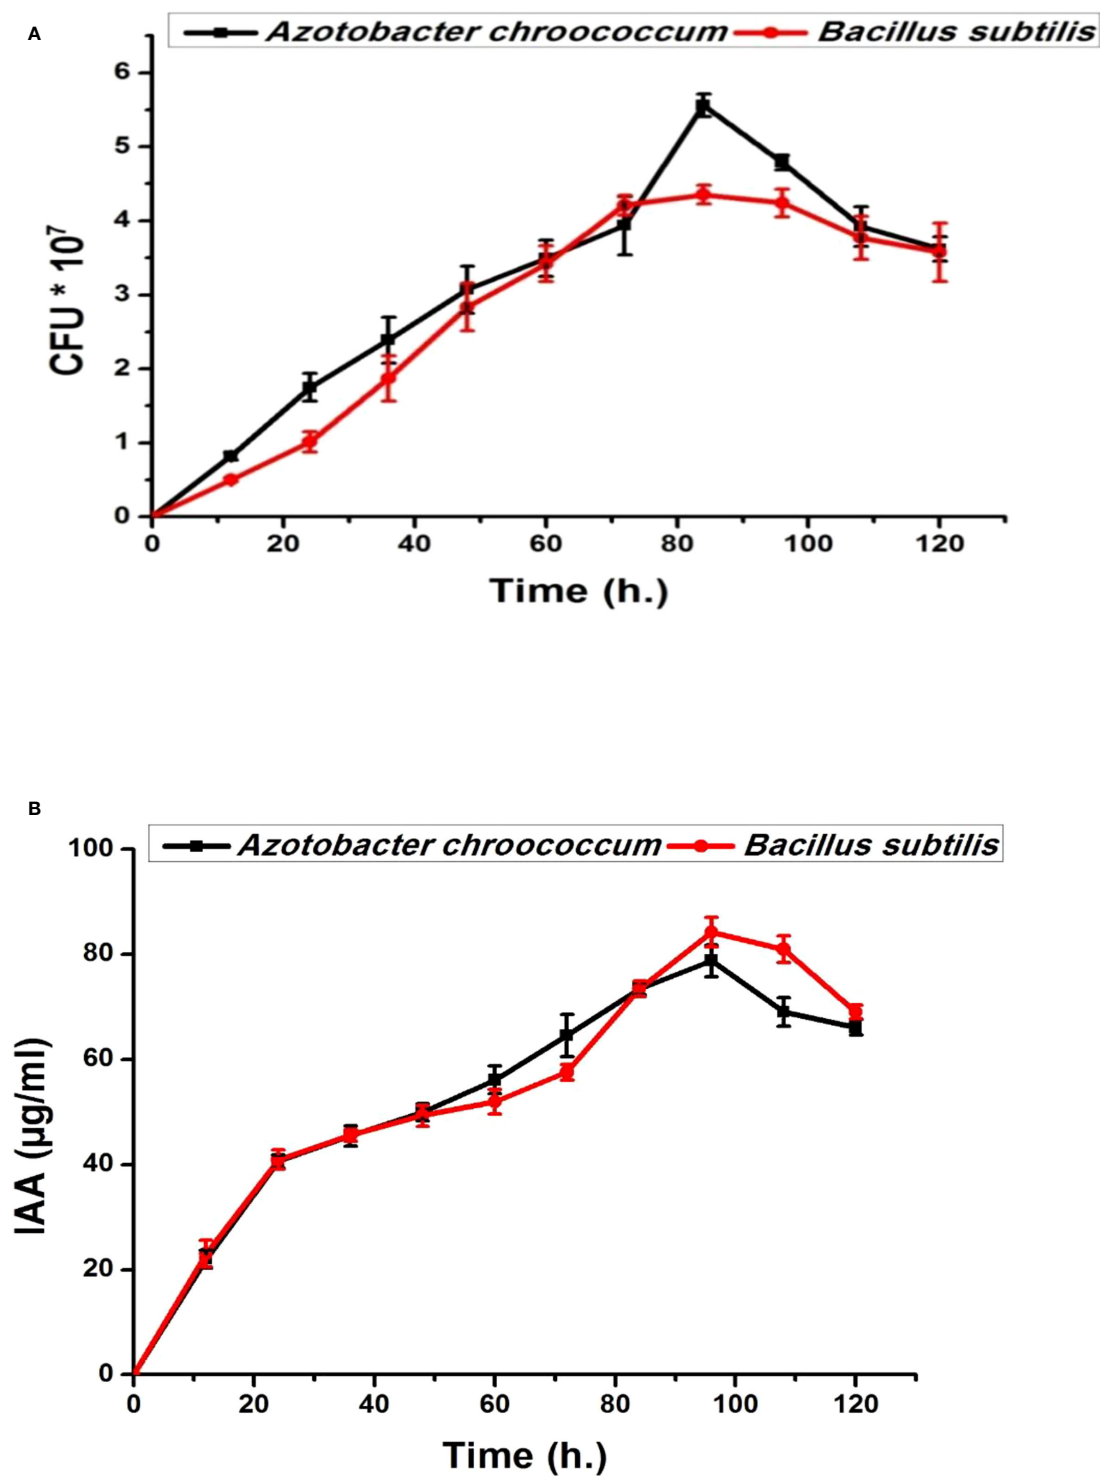 A
Azotobacter chroococcum Bacillus subtilis
6
5
4
3
2
1
0
CFU * 10⁷
0 20 40 60 80 100 120
Time (h.)
B
Azotobacter chroococcum Bacillus subtilis
100
80
60
40
20
0
IAA (µg/ml)
0 20 40 60 80 100 120
Time (h.)